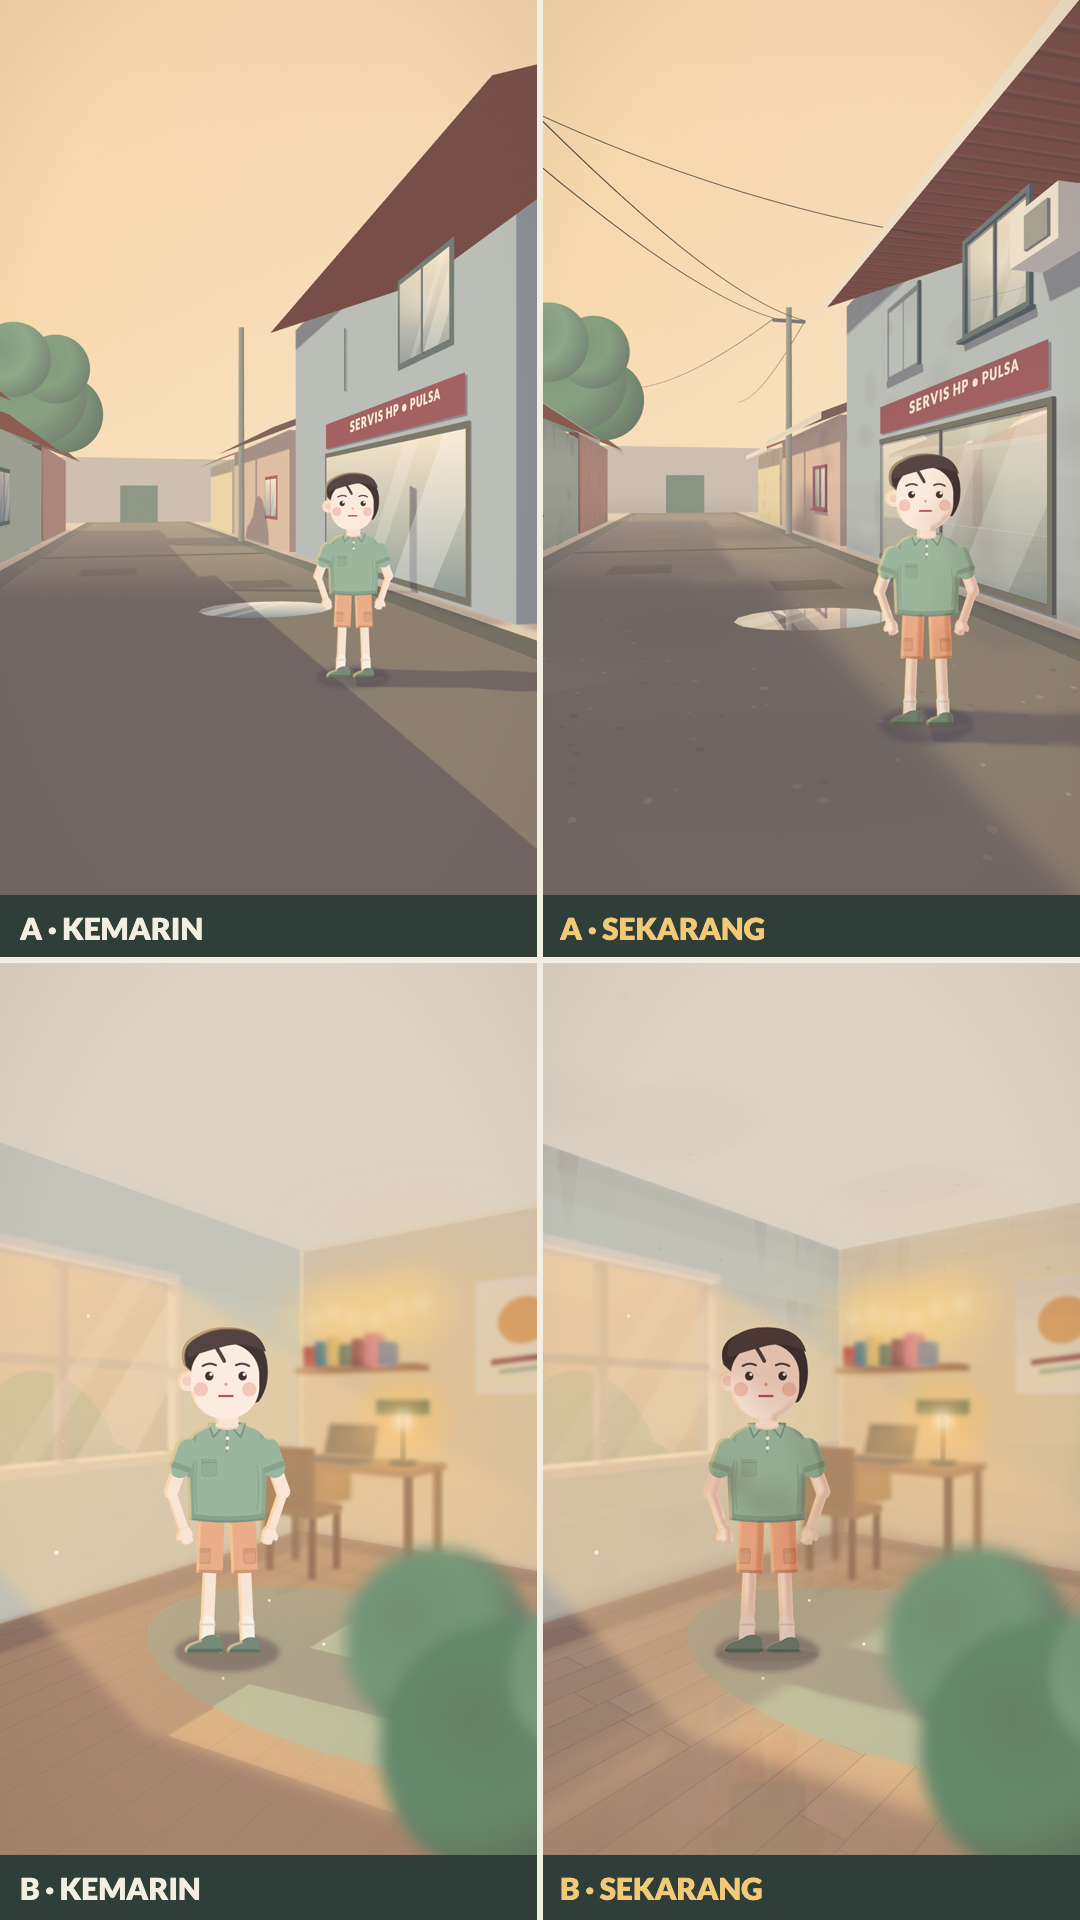 SERVIS HP • PULSA
SERVIS HP • PULSA
A • KEMARIN
A • SEKARANG
B • KEMARIN
B • SEKARANG